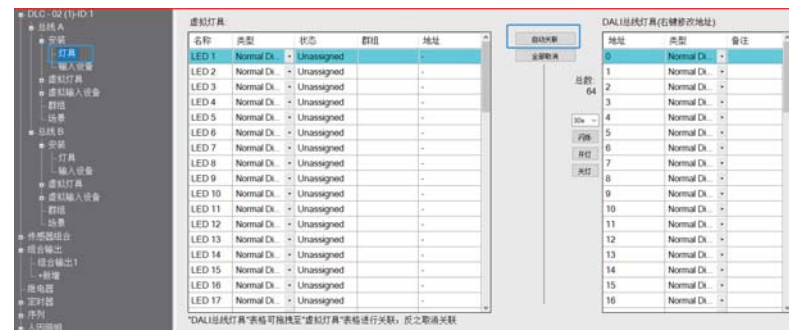 DLC - 02 (1)-ID:1
总线 A
安装
灯具
输入设备
虚拟灯具
虚拟输入设备
群组
场景
总线 B
安装
灯具
输入设备
虚拟灯具
虚拟输入设备
群组
场景
传感器组合
组合输出
组合输出1
+新增
继电器
定时器
序列
人因照明
虚拟灯具
名称 类型 状态 群组 地址
LED 1 Normal Di... Unassigned -
LED 2 Normal Di... Unassigned -
LED 3 Normal Di... Unassigned -
LED 4 Normal Di... Unassigned -
LED 5 Normal Di... Unassigned -
LED 6 Normal Di... Unassigned -
LED 7 Normal Di... Unassigned -
LED 8 Normal Di... Unassigned -
LED 9 Normal Di... Unassigned -
LED 10 Normal Di... Unassigned -
LED 11 Normal Di... Unassigned -
LED 12 Normal Di... Unassigned -
LED 13 Normal Di... Unassigned -
LED 14 Normal Di... Unassigned -
LED 15 Normal Di... Unassigned -
LED 16 Normal Di... Unassigned -
LED 17 Normal Di... Unassigned -
"DALI总线灯具"表格可拖拽至"虚拟灯具"表格进行关联，反之取消关联
自动关联
全部取消
总数:
64
30s
闪烁
开灯
关灯
DALI总线灯具(右键修改地址)
地址 类型 备注
0 Normal Di...
1 Normal Di...
2 Normal Di...
3 Normal Di...
4 Normal Di...
5 Normal Di...
6 Normal Di...
7 Normal Di...
8 Normal Di...
9 Normal Di...
10 Normal Di...
11 Normal Di...
12 Normal Di...
13 Normal Di...
14 Normal Di...
15 Normal Di...
16 Normal Di...